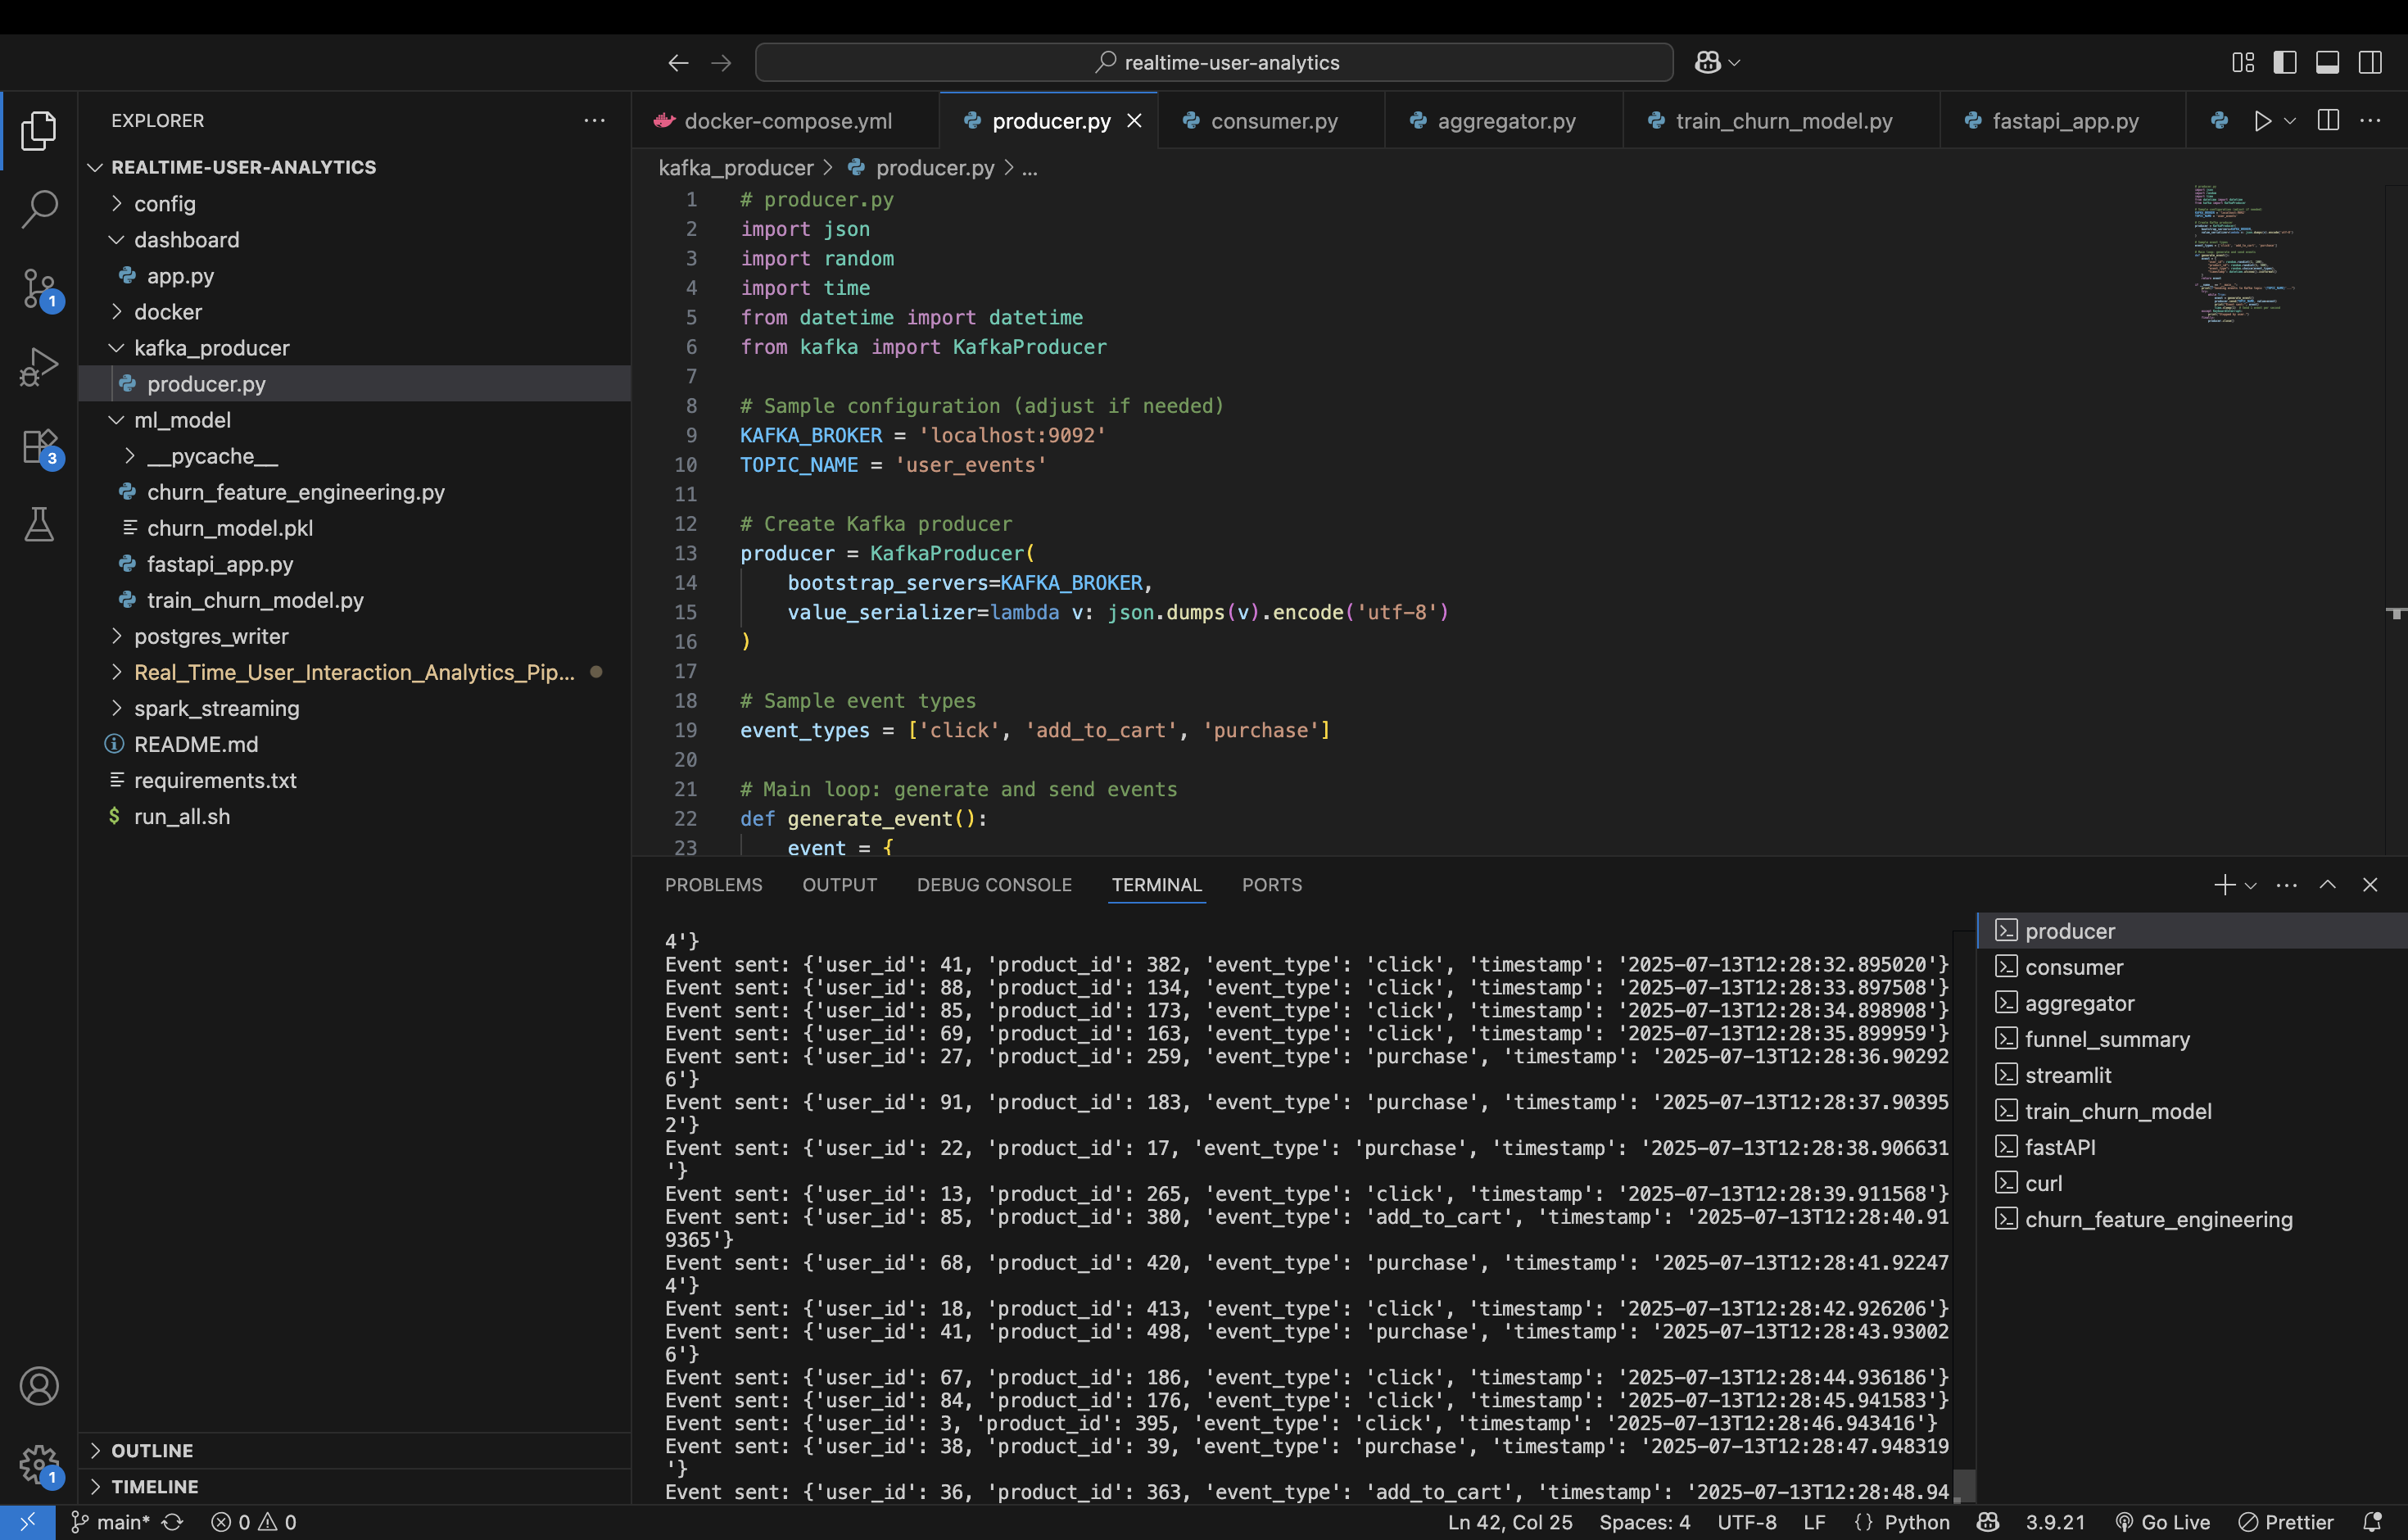 realtime-user-analytics
EXPLORER
REALTIME-USER-ANALYTICS
config
dashboard
app.py
docker
kafka_producer
producer.py
ml_model
__pycache__
churn_feature_engineering.py
churn_model.pkl
fastapi_app.py
train_churn_model.py
postgres_writer
Real_Time_User_Interaction_Analytics_Pip...
spark_streaming
README.md
requirements.txt
$ run_all.sh
OUTLINE
TIMELINE
1
3
1
docker-compose.yml
producer.py
consumer.py
aggregator.py
train_churn_model.py
fastapi_app.py
kafka_producer > producer.py > ...
1 # producer.py
2 import json
3 import random
4 import time
5 from datetime import datetime
6 from kafka import KafkaProducer
7
8 # Sample configuration (adjust if needed)
9 KAFKA_BROKER = 'localhost:9092'
10 TOPIC_NAME = 'user_events'
11
12 # Create Kafka producer
13 producer = KafkaProducer(
14 bootstrap_servers=KAFKA_BROKER,
15 value_serializer=lambda v: json.dumps(v).encode('utf-8')
16 )
17
18 # Sample event types
19 event_types = ['click', 'add_to_cart', 'purchase']
20
21 # Main loop: generate and send events
22 def generate_event():
23 event = {
PROBLEMS OUTPUT DEBUG CONSOLE TERMINAL PORTS
4'}
Event sent: {'user_id': 41, 'product_id': 382, 'event_type': 'click', 'timestamp': '2025-07-13T12:28:32.895020'}
Event sent: {'user_id': 88, 'product_id': 134, 'event_type': 'click', 'timestamp': '2025-07-13T12:28:33.897508'}
Event sent: {'user_id': 85, 'product_id': 173, 'event_type': 'click', 'timestamp': '2025-07-13T12:28:34.898908'}
Event sent: {'user_id': 69, 'product_id': 163, 'event_type': 'click', 'timestamp': '2025-07-13T12:28:35.899959'}
Event sent: {'user_id': 27, 'product_id': 259, 'event_type': 'purchase', 'timestamp': '2025-07-13T12:28:36.90292
6'}
Event sent: {'user_id': 91, 'product_id': 183, 'event_type': 'purchase', 'timestamp': '2025-07-13T12:28:37.90395
2'}
Event sent: {'user_id': 22, 'product_id': 17, 'event_type': 'purchase', 'timestamp': '2025-07-13T12:28:38.906631
'}
Event sent: {'user_id': 13, 'product_id': 265, 'event_type': 'click', 'timestamp': '2025-07-13T12:28:39.911568'}
Event sent: {'user_id': 85, 'product_id': 380, 'event_type': 'add_to_cart', 'timestamp': '2025-07-13T12:28:40.91
9365'}
Event sent: {'user_id': 68, 'product_id': 420, 'event_type': 'purchase', 'timestamp': '2025-07-13T12:28:41.92247
4'}
Event sent: {'user_id': 18, 'product_id': 413, 'event_type': 'click', 'timestamp': '2025-07-13T12:28:42.926206'}
Event sent: {'user_id': 41, 'product_id': 498, 'event_type': 'purchase', 'timestamp': '2025-07-13T12:28:43.93002
6'}
Event sent: {'user_id': 67, 'product_id': 186, 'event_type': 'click', 'timestamp': '2025-07-13T12:28:44.936186'}
Event sent: {'user_id': 84, 'product_id': 176, 'event_type': 'click', 'timestamp': '2025-07-13T12:28:45.941583'}
Event sent: {'user_id': 3, 'product_id': 395, 'event_type': 'click', 'timestamp': '2025-07-13T12:28:46.943416'}
Event sent: {'user_id': 38, 'product_id': 39, 'event_type': 'purchase', 'timestamp': '2025-07-13T12:28:47.948319
'}
Event sent: {'user_id': 36, 'product_id': 363, 'event_type': 'add_to_cart', 'timestamp': '2025-07-13T12:28:48.94
producer
consumer
aggregator
funnel_summary
streamlit
train_churn_model
fastAPI
curl
churn_feature_engineering
main* 0 0 Ln 42, Col 25 Spaces: 4 UTF-8 LF {} Python 3.9.21 Go Live Prettier